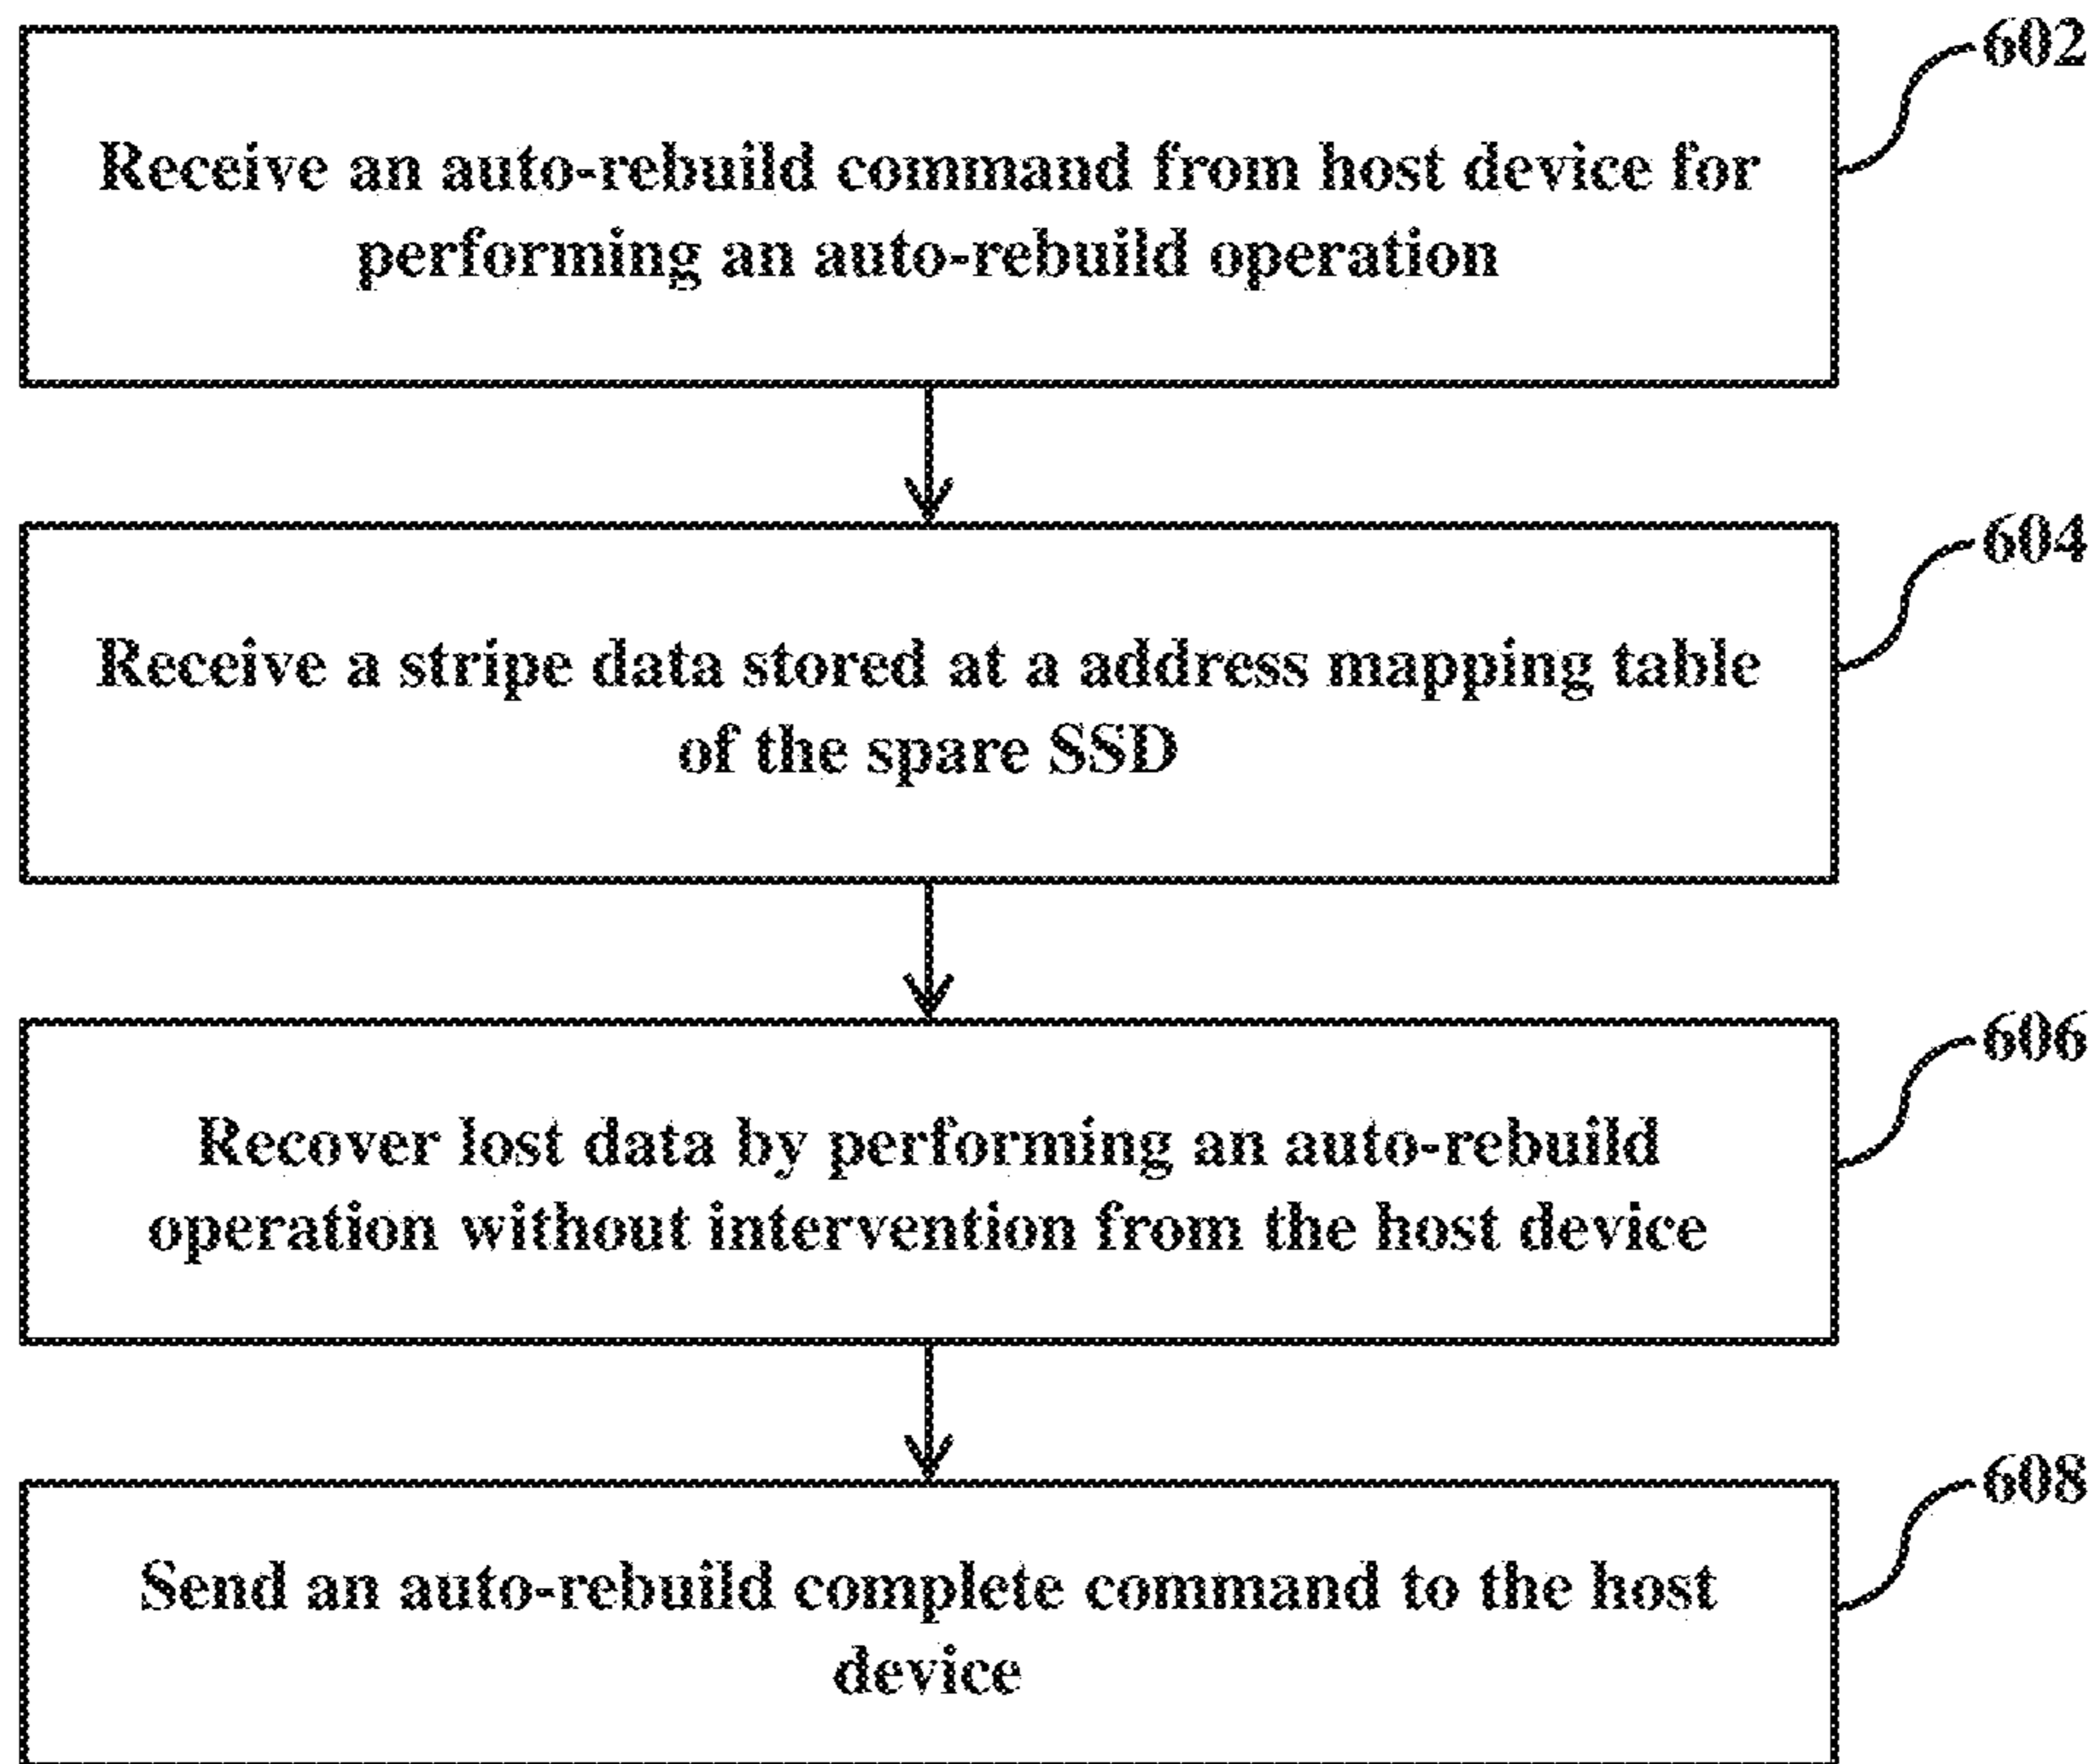 602
Receive an auto-rebuild command from host device for
performing an auto-rebuild operation
604
Receive a stripe data stored at a address mapping table
of the spare SSD
606
Recover lost data by performing an auto-rebuild
operation without intervention from the host device
608
Send an auto-rebuild complete command to the host
device